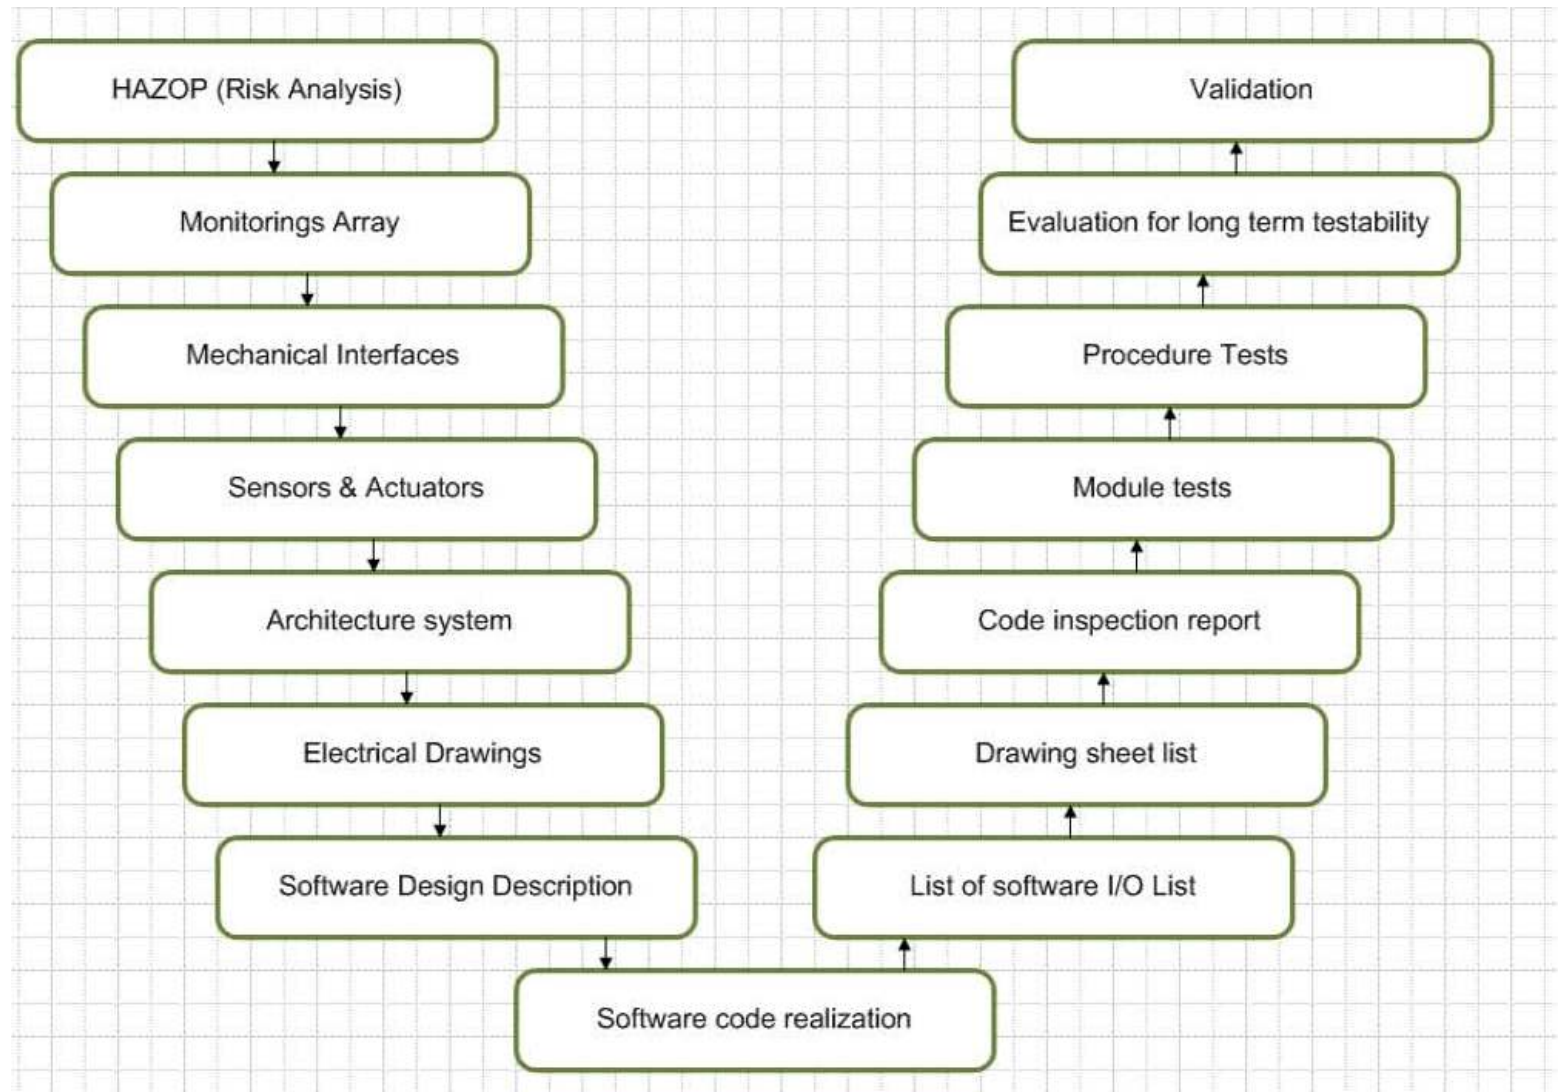 HAZOP (Risk Analysis)
Monitorings Array
Mechanical Interfaces
Sensors & Actuators
Architecture system
Electrical Drawings
Software Design Description
Software code realization
List of software I/O List
Drawing sheet list
Code inspection report
Module tests
Procedure Tests
Evaluation for long term testability
Validation